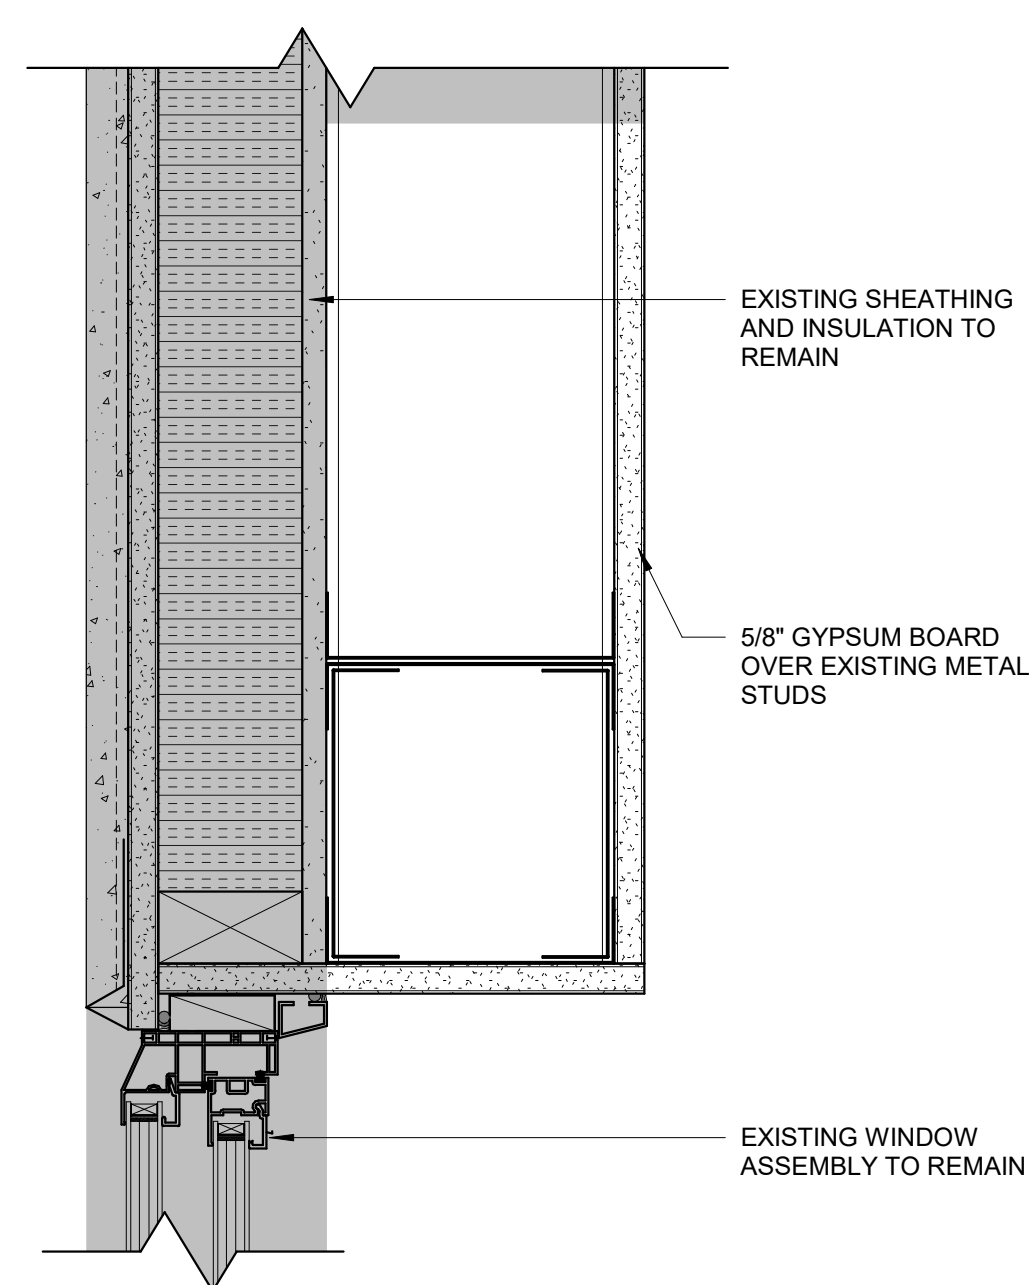 EXISTING SHEATHING
AND INSULATION TO
REMAIN
5/8" GYPSUM BOARD
OVER EXISTING METAL
STUDS
EXISTING WINDOW
ASSEMBLY TO REMAIN